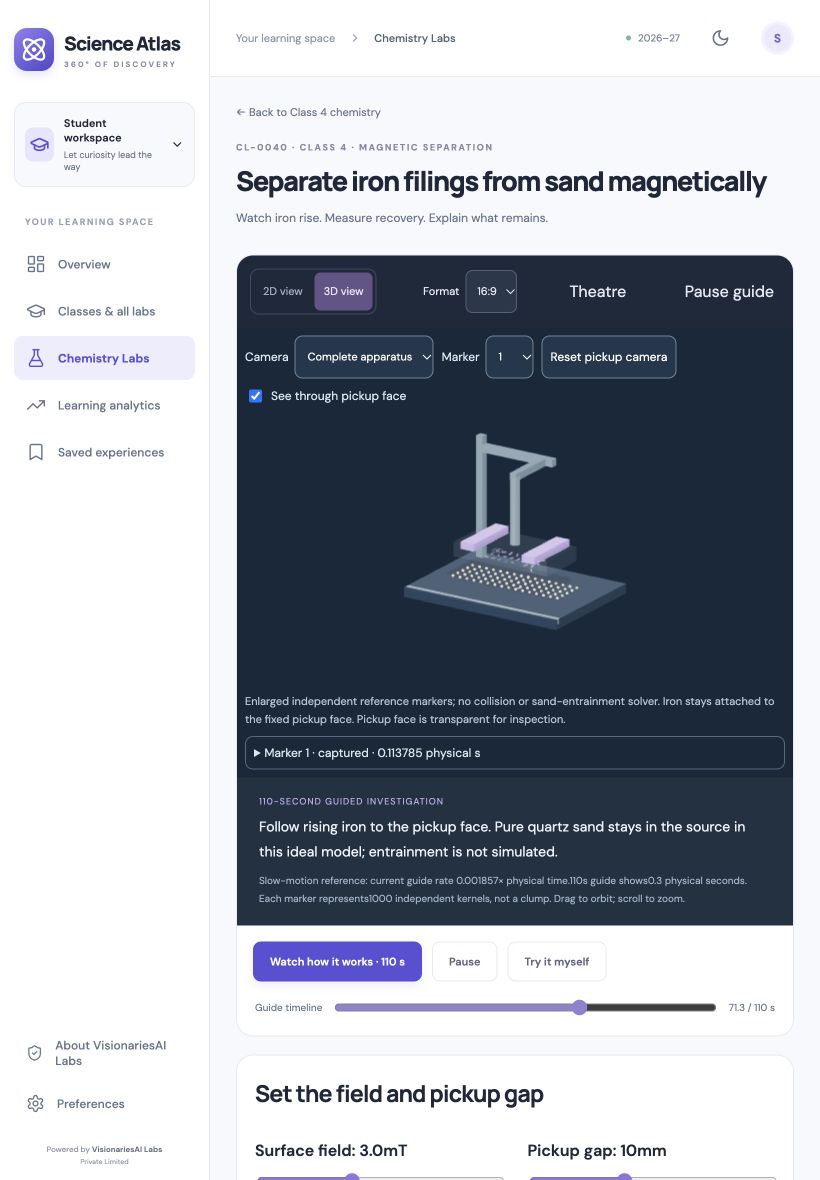 Science Atlas
360° OF DISCOVERY
Student
workspace
Let curiosity lead the
way
YOUR LEARNING SPACE
Overview
Classes & all labs
Chemistry Labs
Learning analytics
Saved experiences
About VisionariesAI
Labs
Preferences
Powered by VisionariesAI Labs
Private Limited
Your learning space > Chemistry Labs
2026–27
S
← Back to Class 4 chemistry
CL-0040 · CLASS 4 · MAGNETIC SEPARATION
Separate iron filings from sand magnetically
Watch iron rise. Measure recovery. Explain what remains.
2D view 3D view Format 16:9 Theatre Pause guide
Camera Complete apparatus Marker 1 Reset pickup camera
See through pickup face
Enlarged independent reference markers; no collision or sand-entrainment solver. Iron stays attached to
the fixed pickup face. Pickup face is transparent for inspection.
▶ Marker 1 · captured · 0.113785 physical s
110-SECOND GUIDED INVESTIGATION
Follow rising iron to the pickup face. Pure quartz sand stays in the source in
this ideal model; entrainment is not simulated.
Slow-motion reference: current guide rate 0.001857× physical time.110s guide shows0.3 physical seconds.
Each marker represents1000 independent kernels, not a clump. Drag to orbit; scroll to zoom.
Watch how it works · 110 s Pause Try it myself
Guide timeline 71.3 / 110 s
Set the field and pickup gap
Surface field: 3.0mT Pickup gap: 10mm